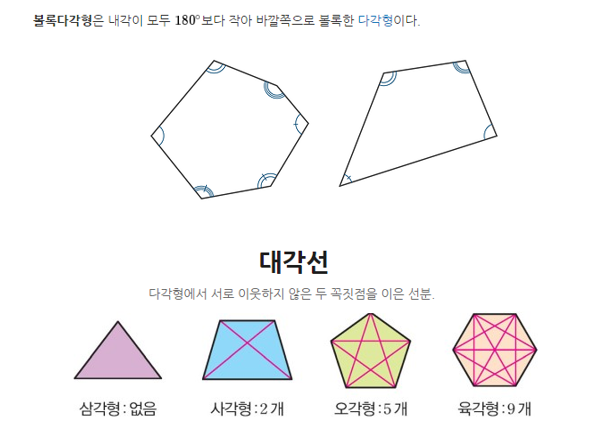 볼록다각형은 내각이 모두 180°보다 작아 바깥쪽으로 볼록한 다각형이다.
대각선
다각형에서 서로 이웃하지 않은 두 꼭짓점을 이은 선분.
삼각형:없음 사각형:2개 오각형:5개 육각형:9개